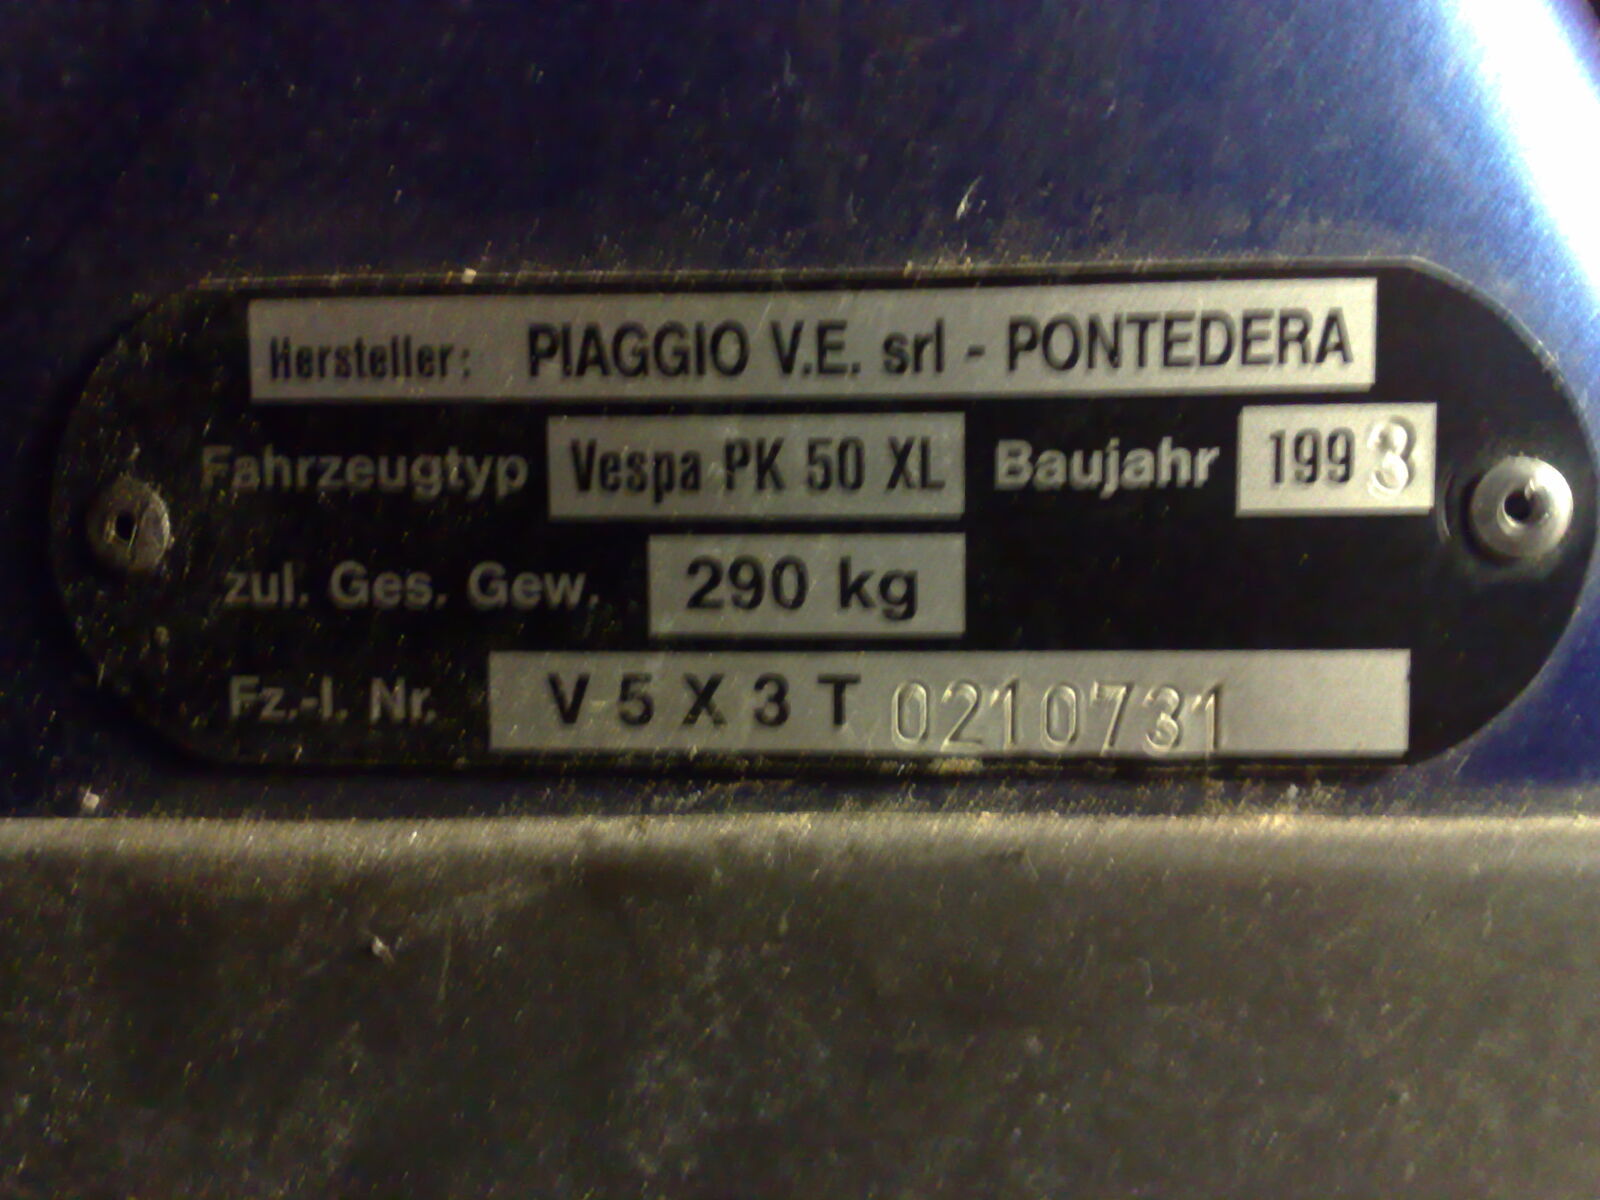 Hersteller: PIAGGIO V.E. srl - PONTEDERA
Fahrzeugtyp Vespa PK 50 XL Baujahr 1993
zul. Ges. Gew. 290 kg
Fz.-I. Nr. V 5 X 3 T 0210731